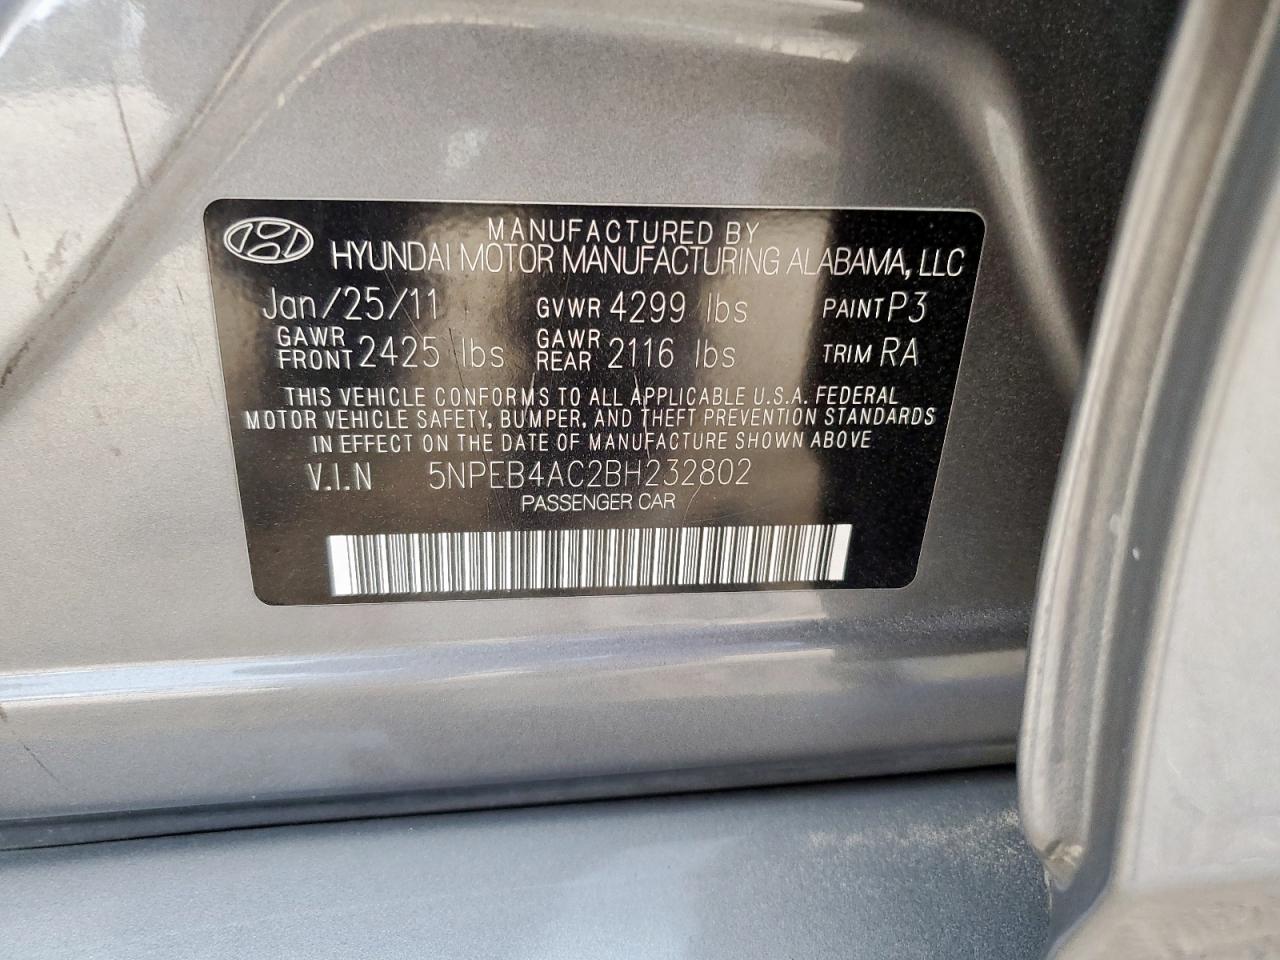 MANUFACTURED BY
HYUNDAI MOTOR MANUFACTURING ALABAMA, LLC
Jan/25/11 GVWR 4299 lbs PAINT P3
GAWR FRONT 2425 lbs GAWR REAR 2116 lbs TRIM RA
THIS VEHICLE CONFORMS TO ALL APPLICABLE U.S.A. FEDERAL
MOTOR VEHICLE SAFETY, BUMPER, AND THEFT PREVENTION STANDARDS
IN EFFECT ON THE DATE OF MANUFACTURE SHOWN ABOVE
V.I.N 5NPEB4AC2BH232802
PASSENGER CAR